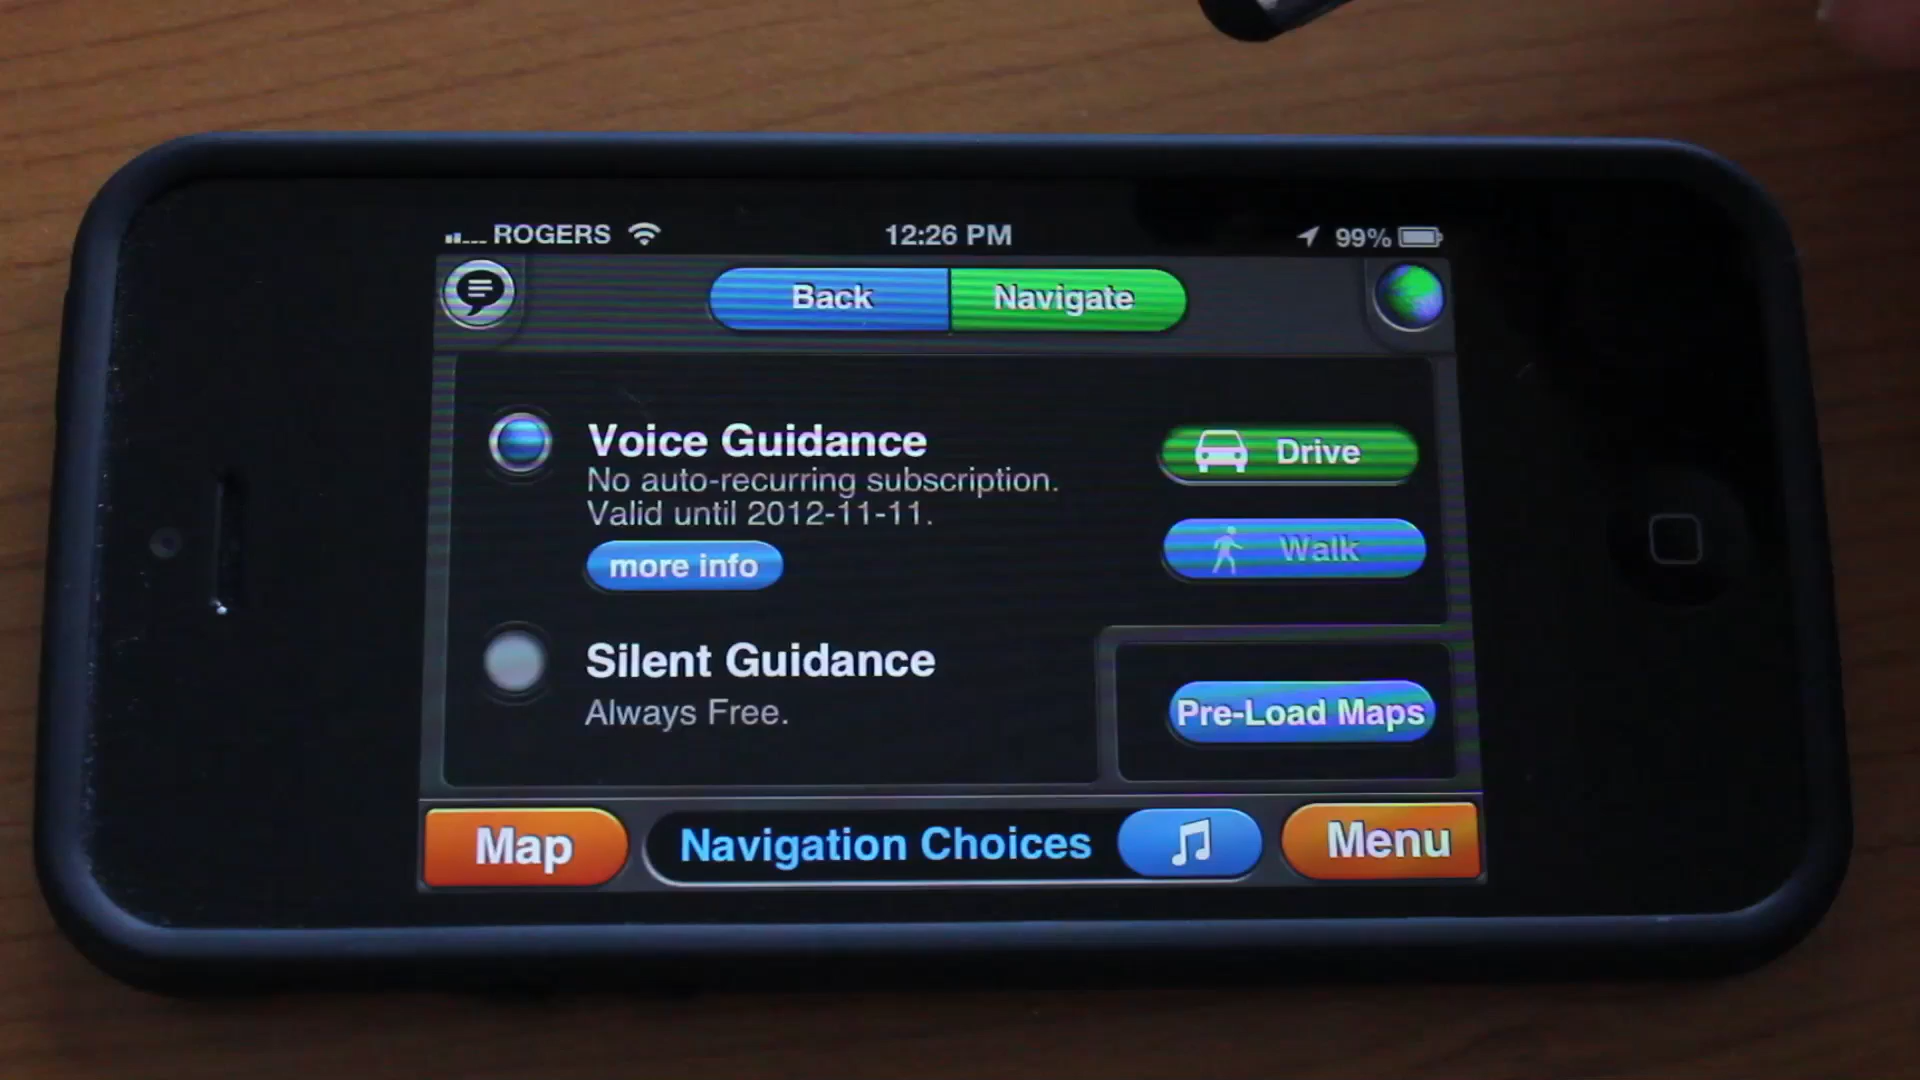 ROGERS 12:26 PM 99%
Back Navigate
Voice Guidance
No auto-recurring subscription.
Valid until 2012-11-11.
more info
Drive
Walk
Silent Guidance
Always Free.
Pre-Load Maps
Map Navigation Choices Menu